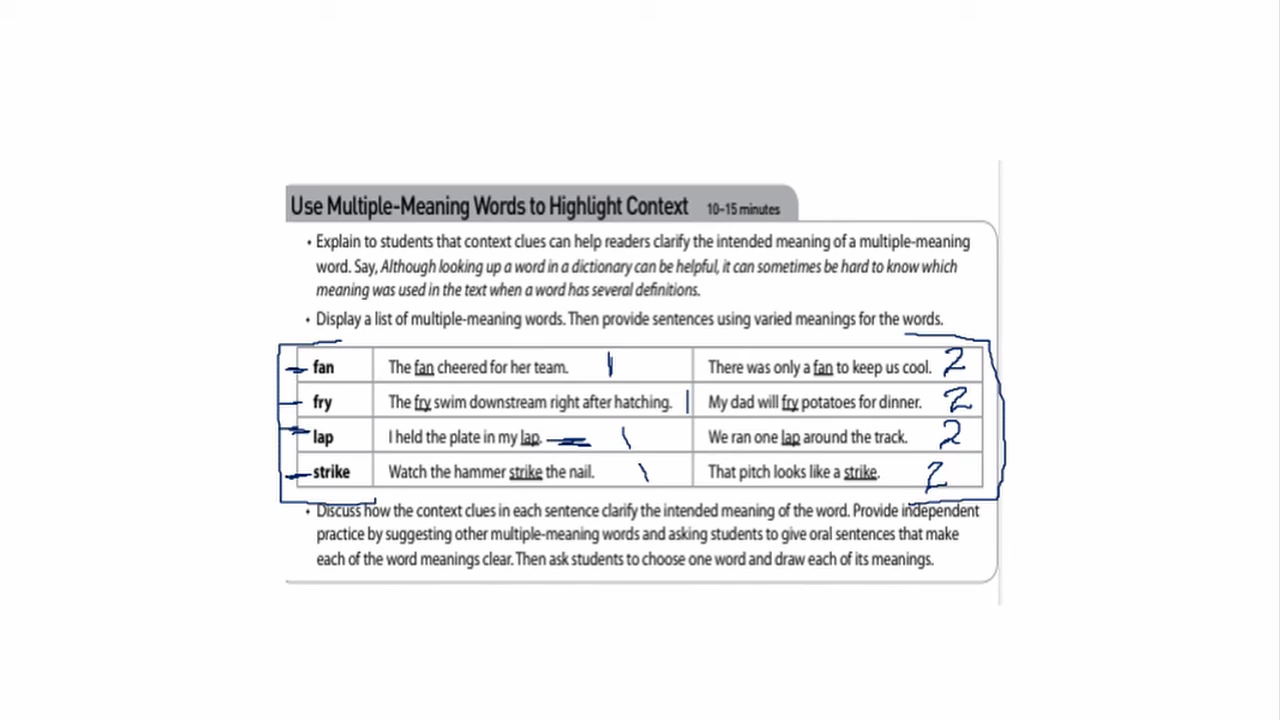 Use Multiple-Meaning Words to Highlight Context 10–15 minutes
• Explain to students that context clues can help readers clarify the intended meaning of a multiple-meaning
word. Say, Although looking up a word in a dictionary can be helpful, it can sometimes be hard to know which
meaning was used in the text when a word has several definitions.
• Display a list of multiple-meaning words. Then provide sentences using varied meanings for the words.
fan The fan cheered for her team. 1 There was only a fan to keep us cool. 2
fry The fry swim downstream right after hatching. 1 My dad will fry potatoes for dinner. 2
lap I held the plate in my lap. 1 We ran one lap around the track. 2
strike Watch the hammer strike the nail. 1 That pitch looks like a strike. 2
• Discuss how the context clues in each sentence clarify the intended meaning of the word. Provide independent
practice by suggesting other multiple-meaning words and asking students to give oral sentences that make
each of the word meanings clear. Then ask students to choose one word and draw each of its meanings.